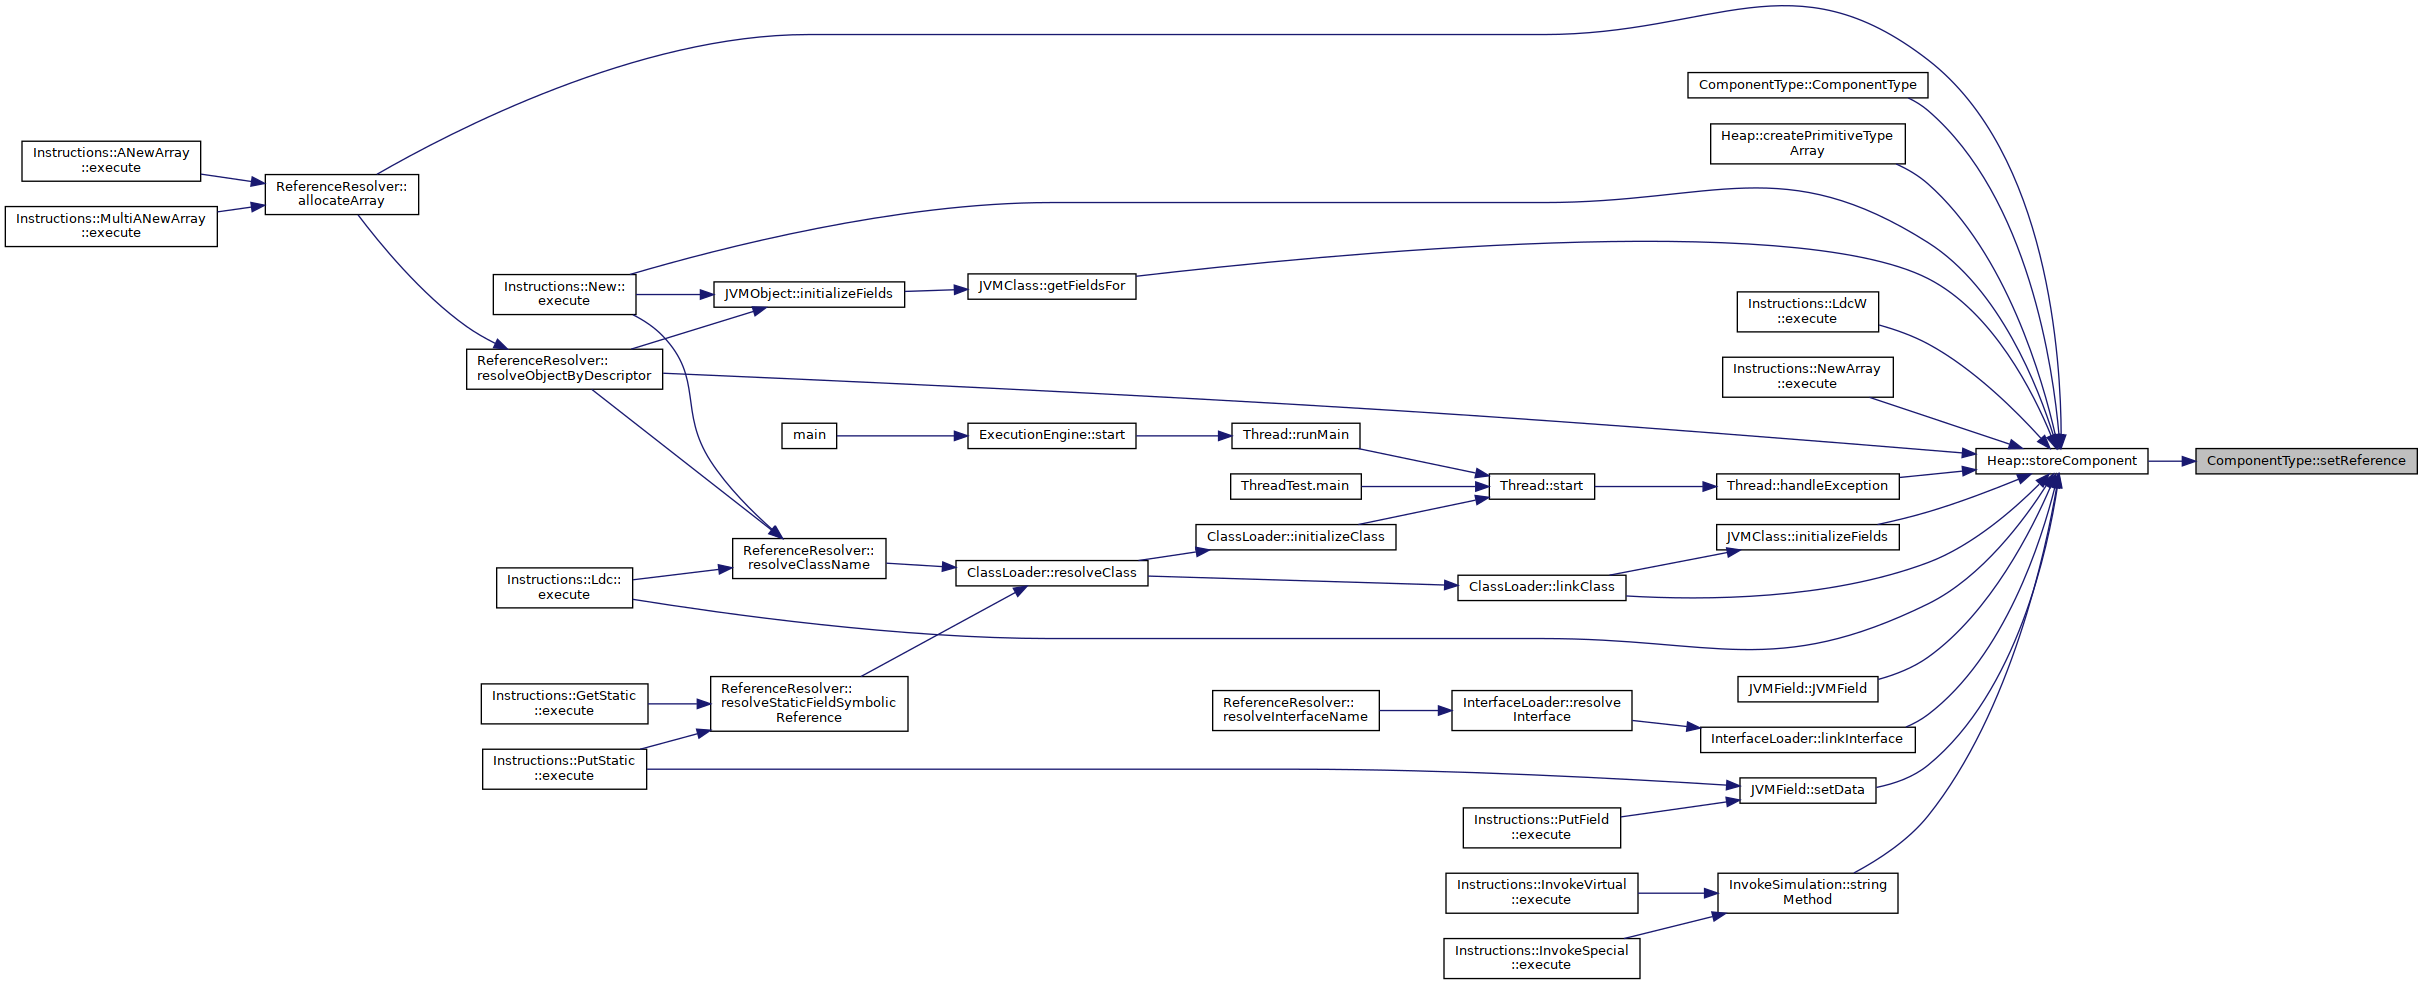 ComponentType::ComponentType
Heap::createPrimitiveType
Array
Instructions::ANewArray
::execute
ReferenceResolver::
allocateArray
Instructions::MultiANewArray
::execute
Instructions::New::
execute
JVMObject::initializeFields
JVMClass::getFieldsFor
Instructions::LdcW
::execute
ReferenceResolver::
resolveObjectByDescriptor
Instructions::NewArray
::execute
main
ExecutionEngine::start
Thread::runMain
Heap::storeComponent
ComponentType::setReference
ThreadTest.main
Thread::start
Thread::handleException
ClassLoader::initializeClass
JVMClass::initializeFields
ReferenceResolver::
resolveClassName
ClassLoader::resolveClass
ClassLoader::linkClass
Instructions::Ldc::
execute
Instructions::GetStatic
::execute
ReferenceResolver::
resolveStaticFieldSymbolic
Reference
ReferenceResolver::
resolveInterfaceName
InterfaceLoader::resolve
Interface
JVMField::JVMField
InterfaceLoader::linkInterface
Instructions::PutStatic
::execute
JVMField::setData
Instructions::PutField
::execute
Instructions::InvokeVirtual
::execute
InvokeSimulation::string
Method
Instructions::InvokeSpecial
::execute